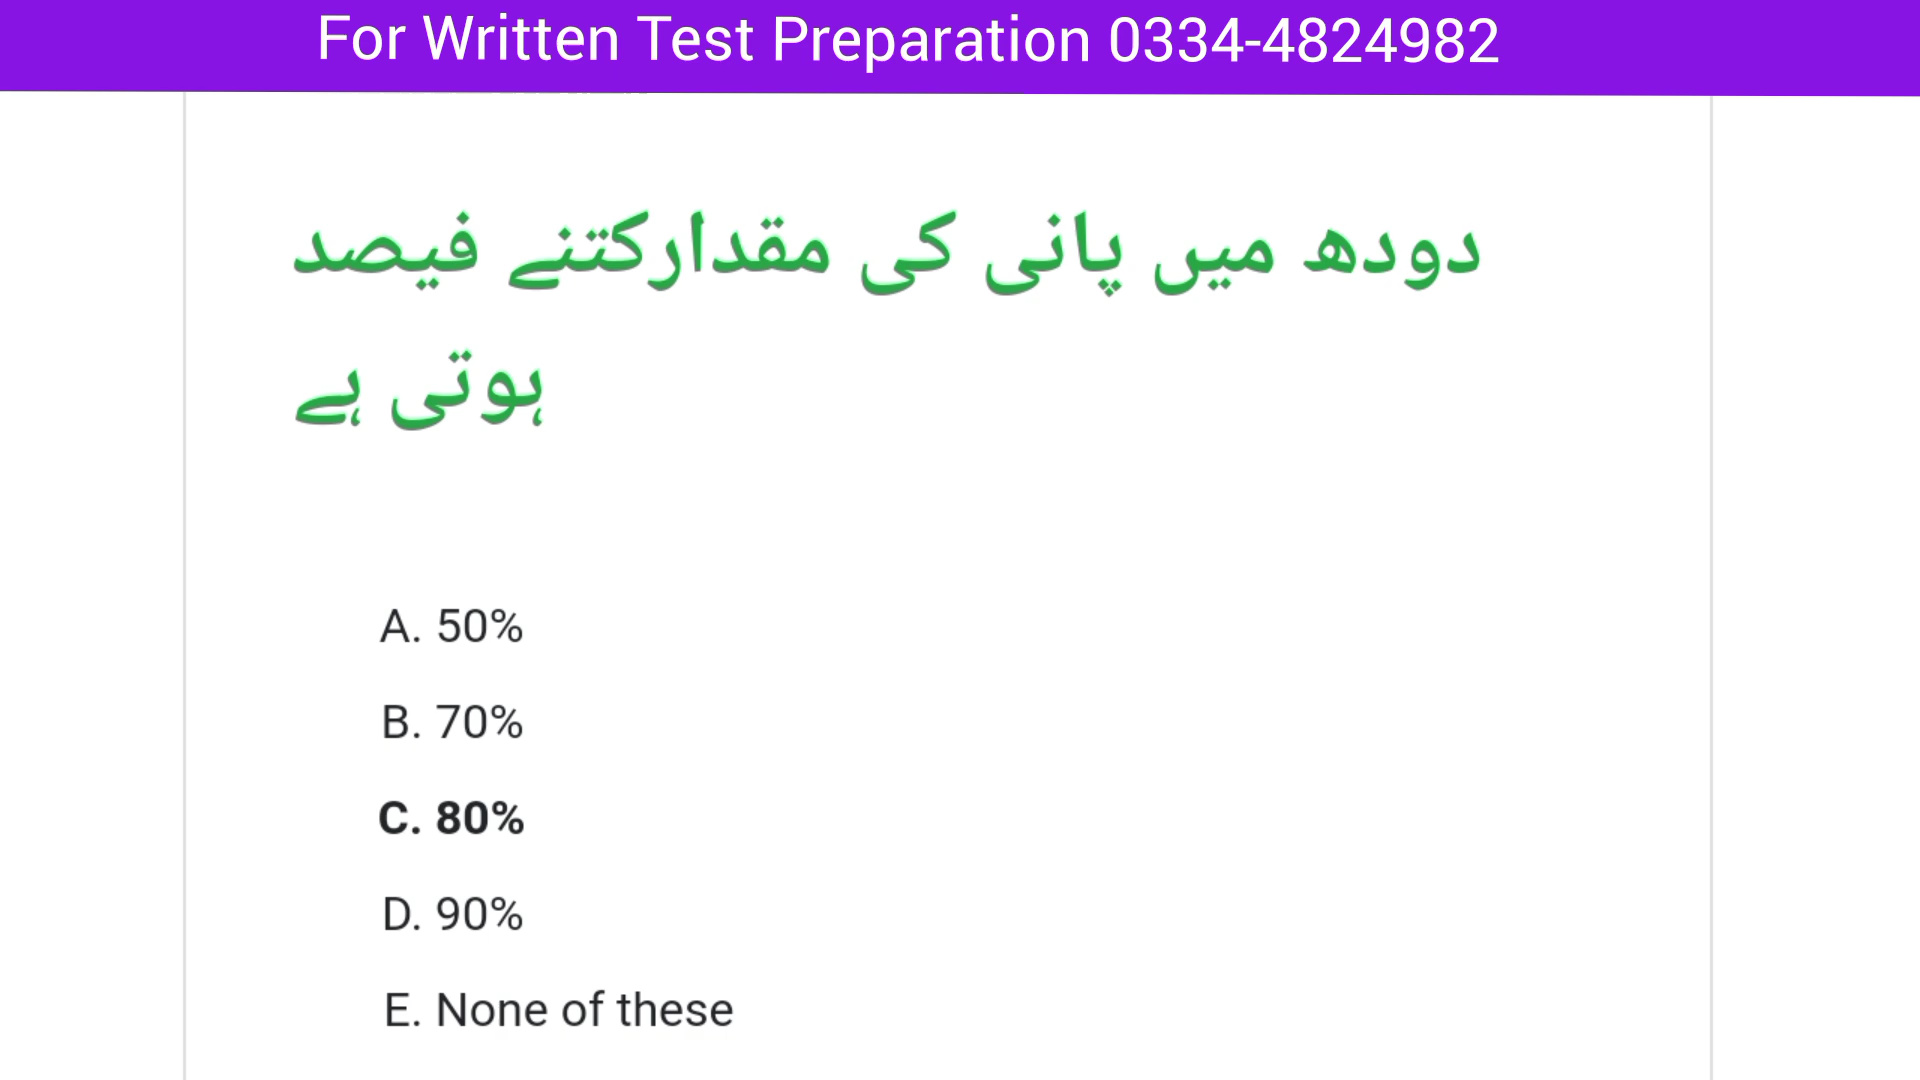 For Written Test Preparation 0334-4824982
دودھ میں پانی کی مقدارکتنے فیصد
ہوتی ہے
A. 50%
B. 70%
C. 80%
D. 90%
E. None of these